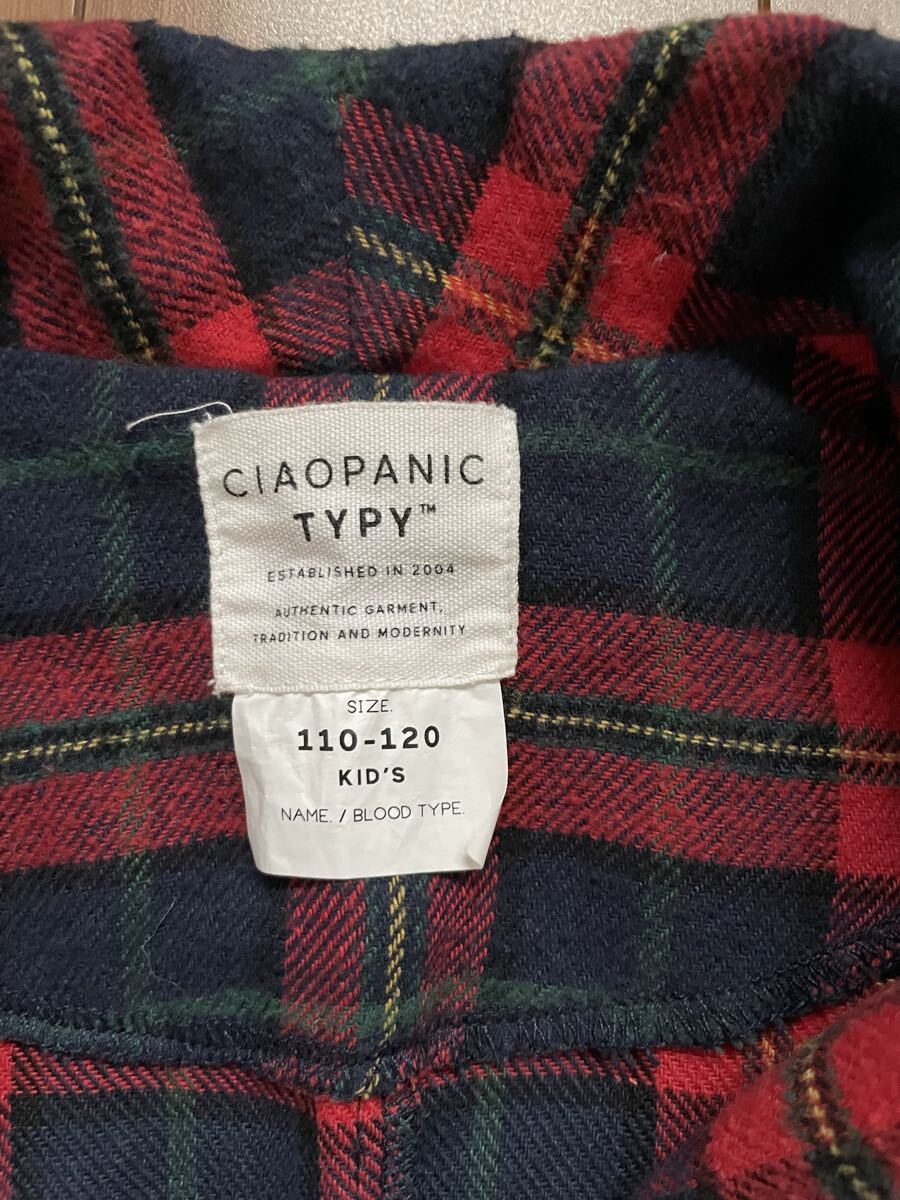 CIAOPANIC
TYPY™
ESTABLISHED IN 2004
AUTHENTIC GARMENT,
TRADITION AND MODERNITY
SIZE.
110-120
KID'S
NAME. / BLOOD TYPE.